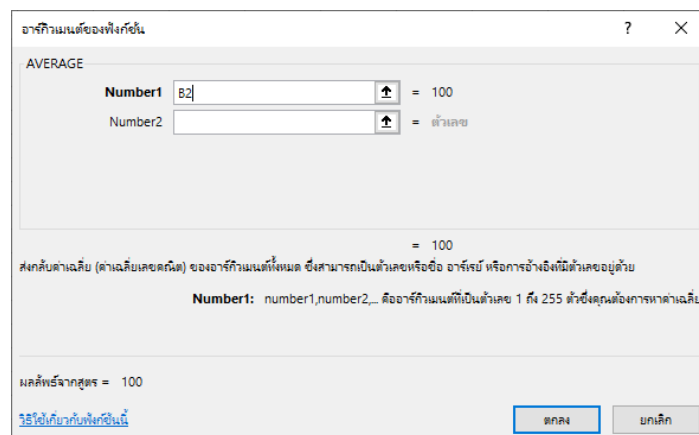 อาร์กิวเมนต์ของฟังก์ชัน ? ×
AVERAGE
Number1 B2 = 100
Number2 = ตัวเลข
= 100
ส่งกลับค่าเฉลี่ย (ค่าเฉลี่ยเลขคณิต) ของอาร์กิวเมนต์ทั้งหมด ซึ่งสามารถเป็นตัวเลขหรือชื่อ อาร์เรย์ หรือการอ้างอิงที่มีตัวเลขอยู่ด้วย
Number1: number1,number2,... คืออาร์กิวเมนต์ที่เป็นตัวเลข 1 ถึง 255 ตัวซึ่งคุณต้องการหาค่าเฉลี่ย
ผลลัพธ์จากสูตร = 100
วิธีใช้เกี่ยวกับฟังก์ชันนี้ ตกลง ยกเลิก